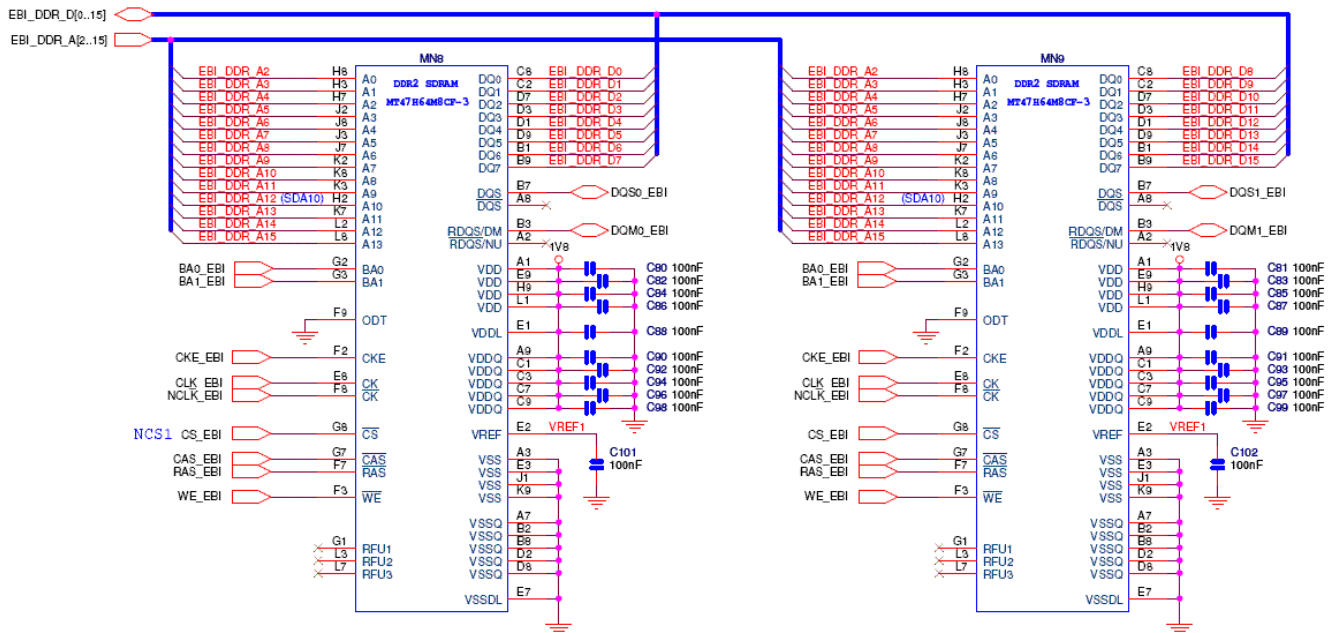 EBI_DDR_D[0..15]
EBI_DDR_A[2..15]
MN8
DDR2 SDRAM
MT47H64M8CF-3
EBI_DDR_A2 H8 A0
EBI_DDR_A3 H3 A1
EBI_DDR_A4 H7 A2
EBI_DDR_A5 J2 A3
EBI_DDR_A6 J8 A4
EBI_DDR_A7 J3 A5
EBI_DDR_A8 J7 A6
EBI_DDR_A9 K2 A7
EBI_DDR_A10 K8 A8
EBI_DDR_A11 K3 A9
EBI_DDR_A12 (SDA10) H2 A10
EBI_DDR_A13 K7 A11
EBI_DDR_A14 L2 A12
EBI_DDR_A15 L8 A13
BA0_EBI G2 BA0
BA1_EBI G3 BA1
F9 ODT
CKE_EBI F2 CKE
CLK_EBI E8 CK
NCLK_EBI F8 CK
NCS1 CS_EBI G8 CS
CAS_EBI G7 CAS
RAS_EBI F7 RAS
WE_EBI F3 WE
G1 RFU1
L3 RFU2
L7 RFU3
DQ0 C8 EBI_DDR_D0
DQ1 C2 EBI_DDR_D1
DQ2 D7 EBI_DDR_D2
DQ3 D3 EBI_DDR_D3
DQ4 D1 EBI_DDR_D4
DQ5 D9 EBI_DDR_D5
DQ6 B1 EBI_DDR_D6
DQ7 B9 EBI_DDR_D7
DQS B7 DQS0_EBI
DQS A8
RDQS/DM B3 DQM0_EBI
RDQS/NU A2
1V8
VDD A1 C80 100nF
VDD E9 C82 100nF
VDD H9 C84 100nF
VDD L1 C86 100nF
VDDL E1 C88 100nF
VDDQ A9 C90 100nF
VDDQ C1 C92 100nF
VDDQ C3 C94 100nF
VDDQ C7 C96 100nF
VDDQ C9 C98 100nF
VREF E2 VREF1
C101
100nF
VSS A3
VSS E3
VSS J1
VSS K9
VSSQ A7
VSSQ B2
VSSQ B8
VSSQ D2
VSSQ D8
VSSDL E7
MN9
DDR2 SDRAM
MT47H64M8CF-3
EBI_DDR_A2 H8 A0
EBI_DDR_A3 H3 A1
EBI_DDR_A4 H7 A2
EBI_DDR_A5 J2 A3
EBI_DDR_A6 J8 A4
EBI_DDR_A7 J3 A5
EBI_DDR_A8 J7 A6
EBI_DDR_A9 K2 A7
EBI_DDR_A10 K8 A8
EBI_DDR_A11 K3 A9
EBI_DDR_A12 (SDA10) H2 A10
EBI_DDR_A13 K7 A11
EBI_DDR_A14 L2 A12
EBI_DDR_A15 L8 A13
BA0_EBI G2 BA0
BA1_EBI G3 BA1
F9 ODT
CKE_EBI F2 CKE
CLK_EBI E8 CK
NCLK_EBI F8 CK
CS_EBI G8 CS
CAS_EBI G7 CAS
RAS_EBI F7 RAS
WE_EBI F3 WE
G1 RFU1
L3 RFU2
L7 RFU3
DQ0 C8 EBI_DDR_D8
DQ1 C2 EBI_DDR_D9
DQ2 D7 EBI_DDR_D10
DQ3 D3 EBI_DDR_D11
DQ4 D1 EBI_DDR_D12
DQ5 D9 EBI_DDR_D13
DQ6 B1 EBI_DDR_D14
DQ7 B9 EBI_DDR_D15
DQS B7 DQS1_EBI
DQS A8
RDQS/DM B3 DQM1_EBI
RDQS/NU A2
1V8
VDD A1 C81 100nF
VDD E9 C83 100nF
VDD H9 C85 100nF
VDD L1 C87 100nF
VDDL E1 C89 100nF
VDDQ A9 C91 100nF
VDDQ C1 C93 100nF
VDDQ C3 C95 100nF
VDDQ C7 C97 100nF
VDDQ C9 C99 100nF
VREF E2 VREF1
C102
100nF
VSS A3
VSS E3
VSS J1
VSS K9
VSSQ A7
VSSQ B2
VSSQ B8
VSSQ D2
VSSQ D8
VSSDL E7